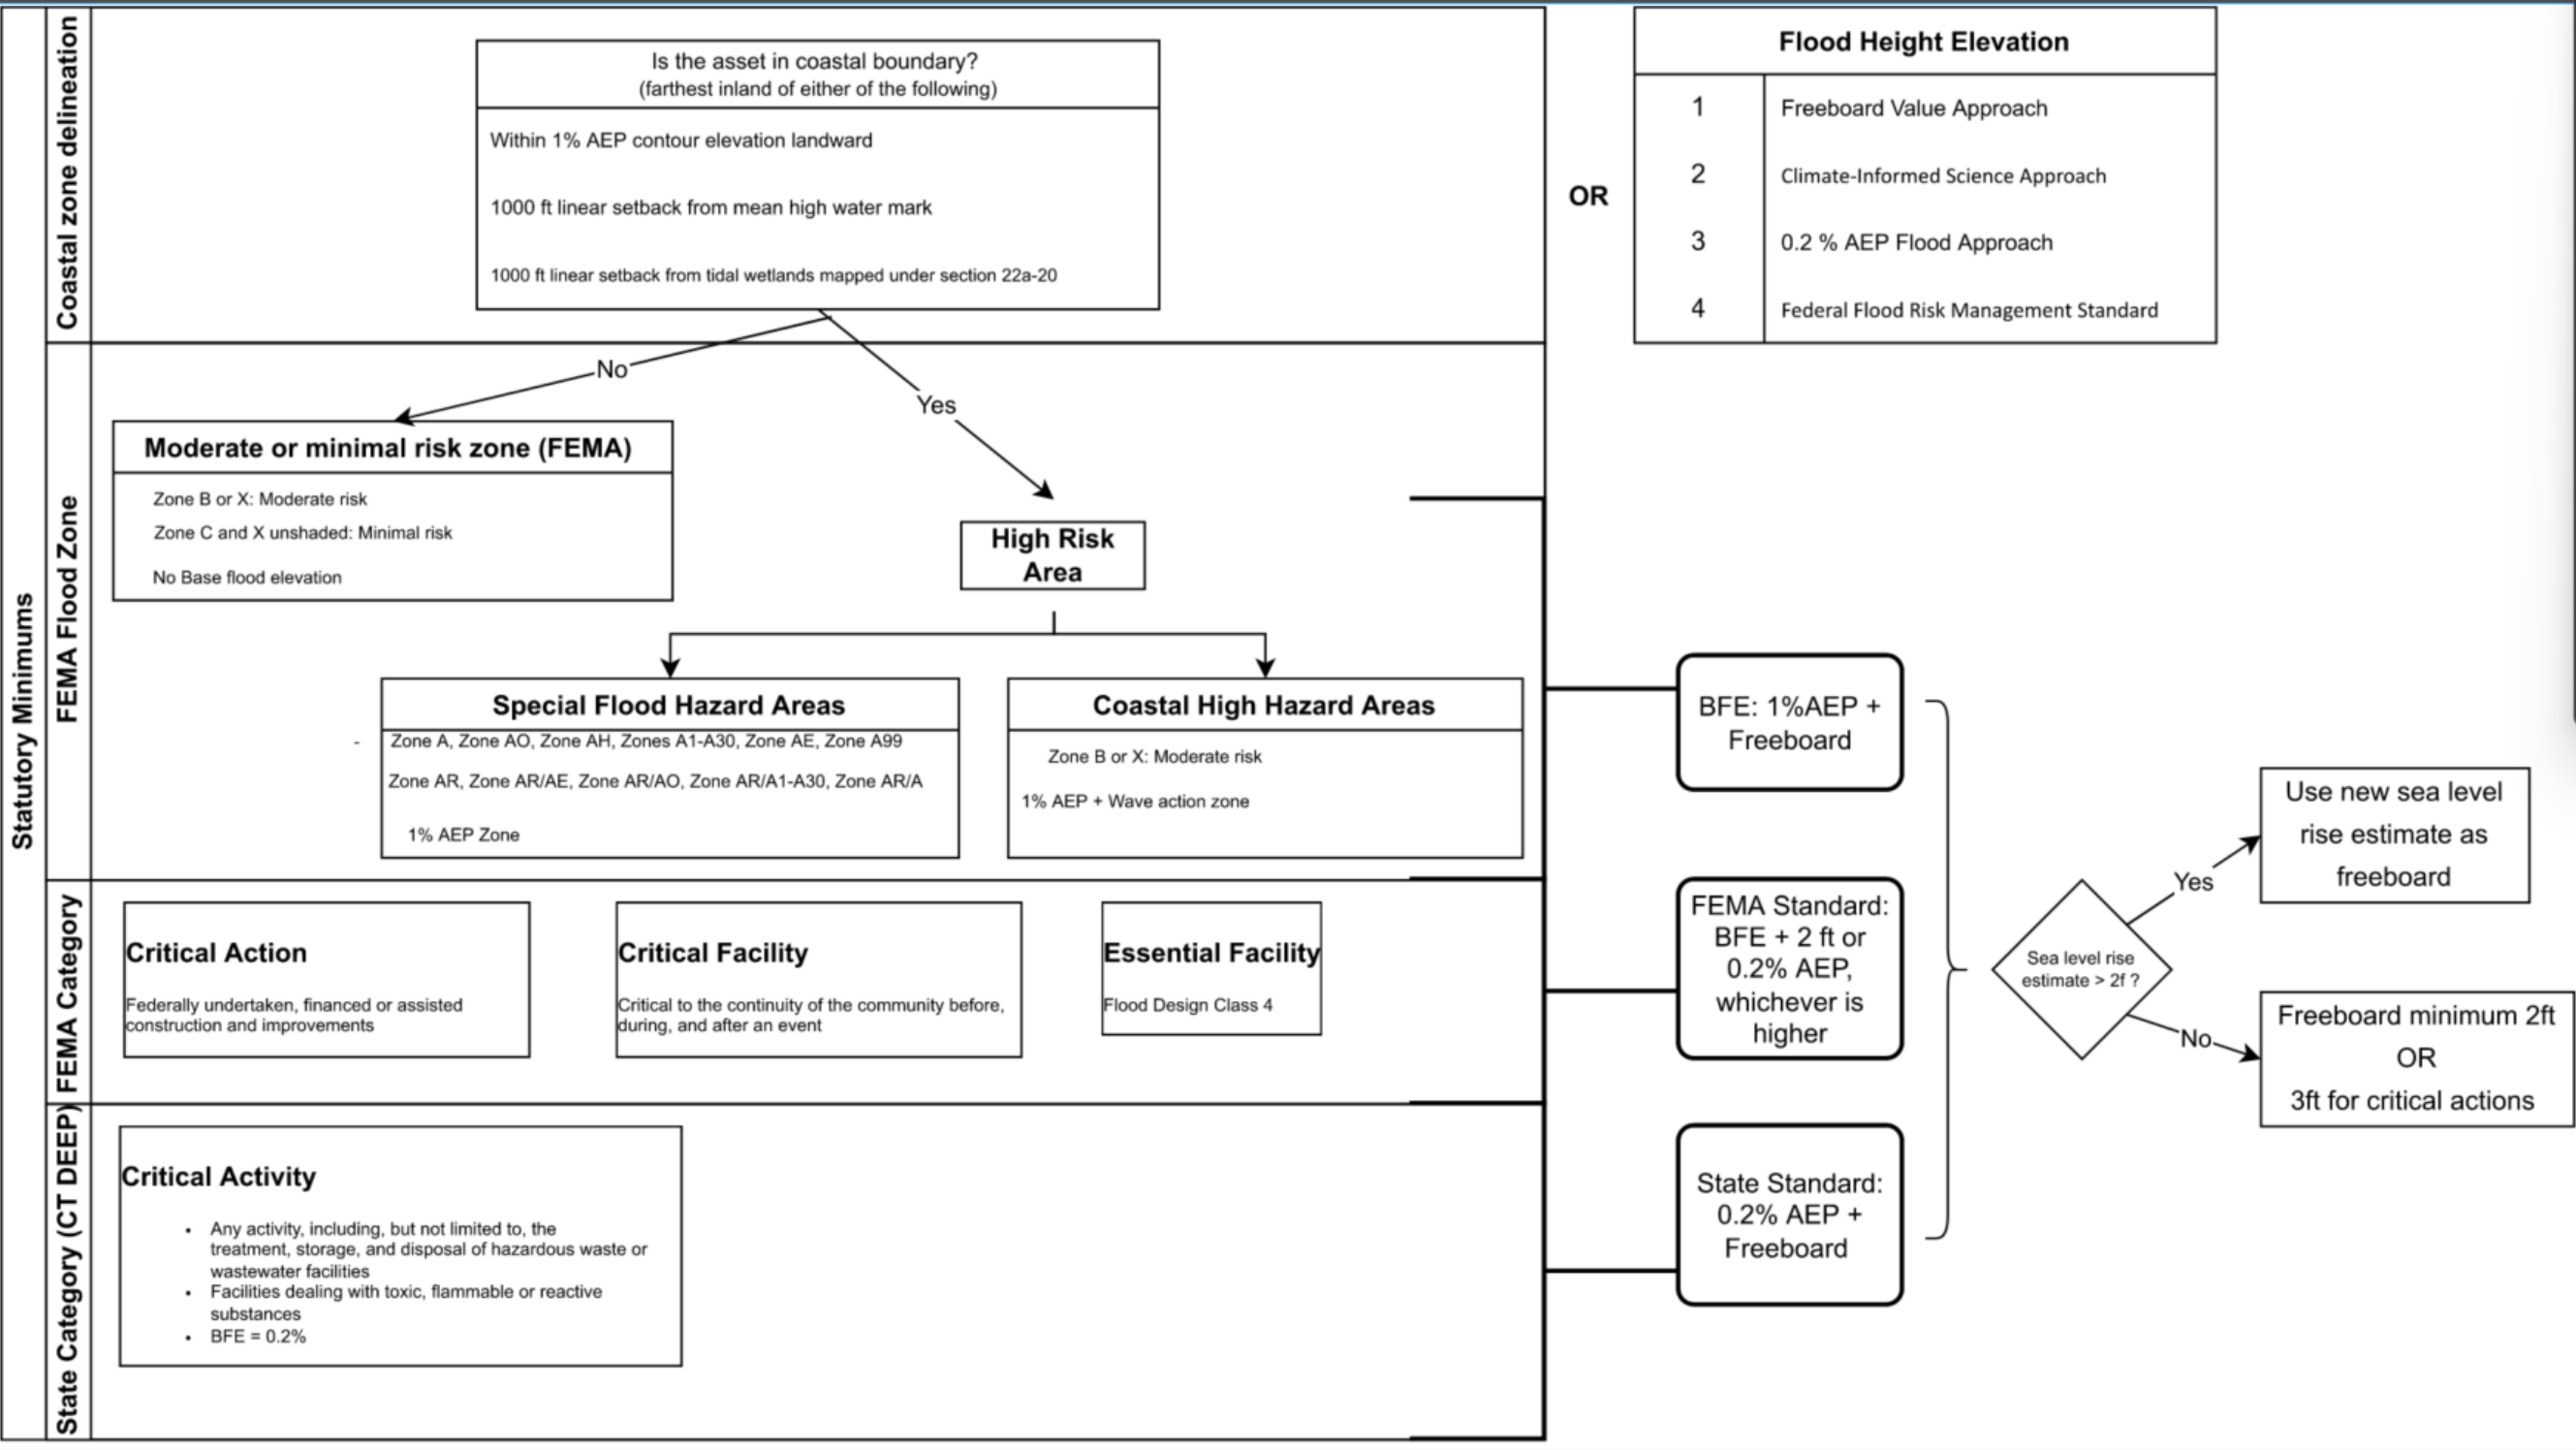 Statutory Minimums
Coastal zone delineation
Is the asset in coastal boundary?
(farthest inland of either of the following)
Within 1% AEP contour elevation landward
1000 ft linear setback from mean high water mark
1000 ft linear setback from tidal wetlands mapped under section 22a-20
OR
Flood Height Elevation
1 Freeboard Value Approach
2 Climate-Informed Science Approach
3 0.2 % AEP Flood Approach
4 Federal Flood Risk Management Standard
FEMA Flood Zone
No
Yes
Moderate or minimal risk zone (FEMA)
Zone B or X: Moderate risk
Zone C and X unshaded: Minimal risk
No Base flood elevation
High Risk
Area
Special Flood Hazard Areas
- Zone A, Zone AO, Zone AH, Zones A1-A30, Zone AE, Zone A99
Zone AR, Zone AR/AE, Zone AR/AO, Zone AR/A1-A30, Zone AR/A
1% AEP Zone
Coastal High Hazard Areas
Zone B or X: Moderate risk
1% AEP + Wave action zone
FEMA Category
Critical Action
Federally undertaken, financed or assisted
construction and improvements
Critical Facility
Critical to the continuity of the community before,
during, and after an event
Essential Facility
Flood Design Class 4
State Category (CT DEEP)
Critical Activity
• Any activity, including, but not limited to, the
treatment, storage, and disposal of hazardous waste or
wastewater facilities
• Facilities dealing with toxic, flammable or reactive
substances
• BFE = 0.2%
BFE: 1%AEP +
Freeboard
FEMA Standard:
BFE + 2 ft or
0.2% AEP,
whichever is
higher
State Standard:
0.2% AEP +
Freeboard
Sea level rise
estimate > 2f ?
Yes
Use new sea level
rise estimate as
freeboard
No
Freeboard minimum 2ft
OR
3ft for critical actions